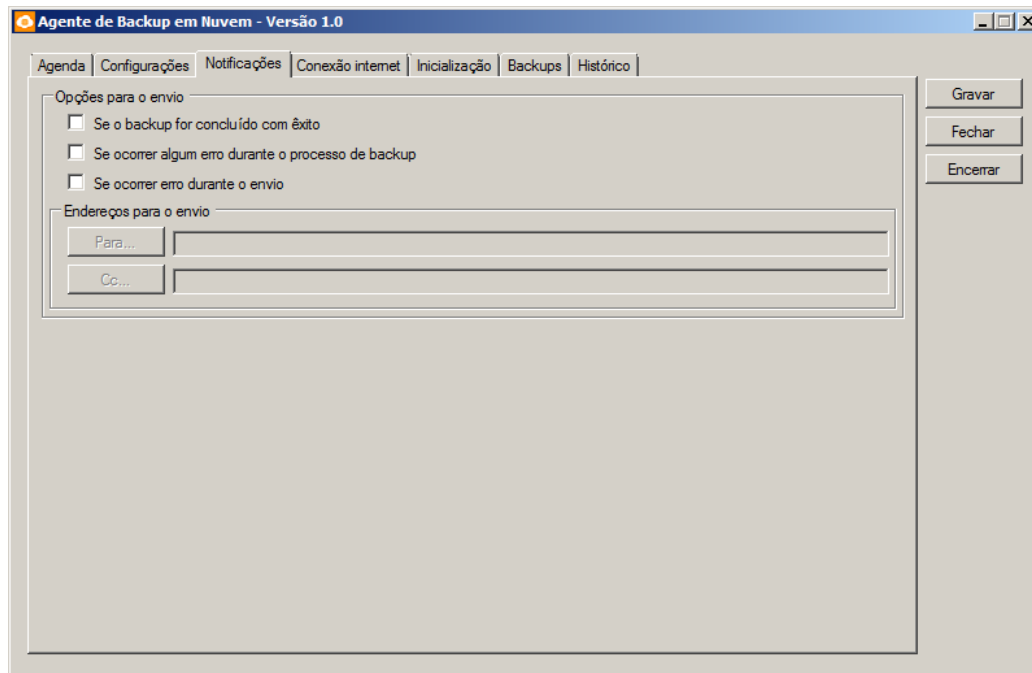 Agente de Backup em Nuvem - Versão 1.0
Agenda Configurações Notificações Conexão internet Inicialização Backups Histórico
Opções para o envio
Se o backup for concluído com êxito
Se ocorrer algum erro durante o processo de backup
Se ocorrer erro durante o envio
Endereços para o envio
Para...
Cc...
Gravar
Fechar
Encerrar